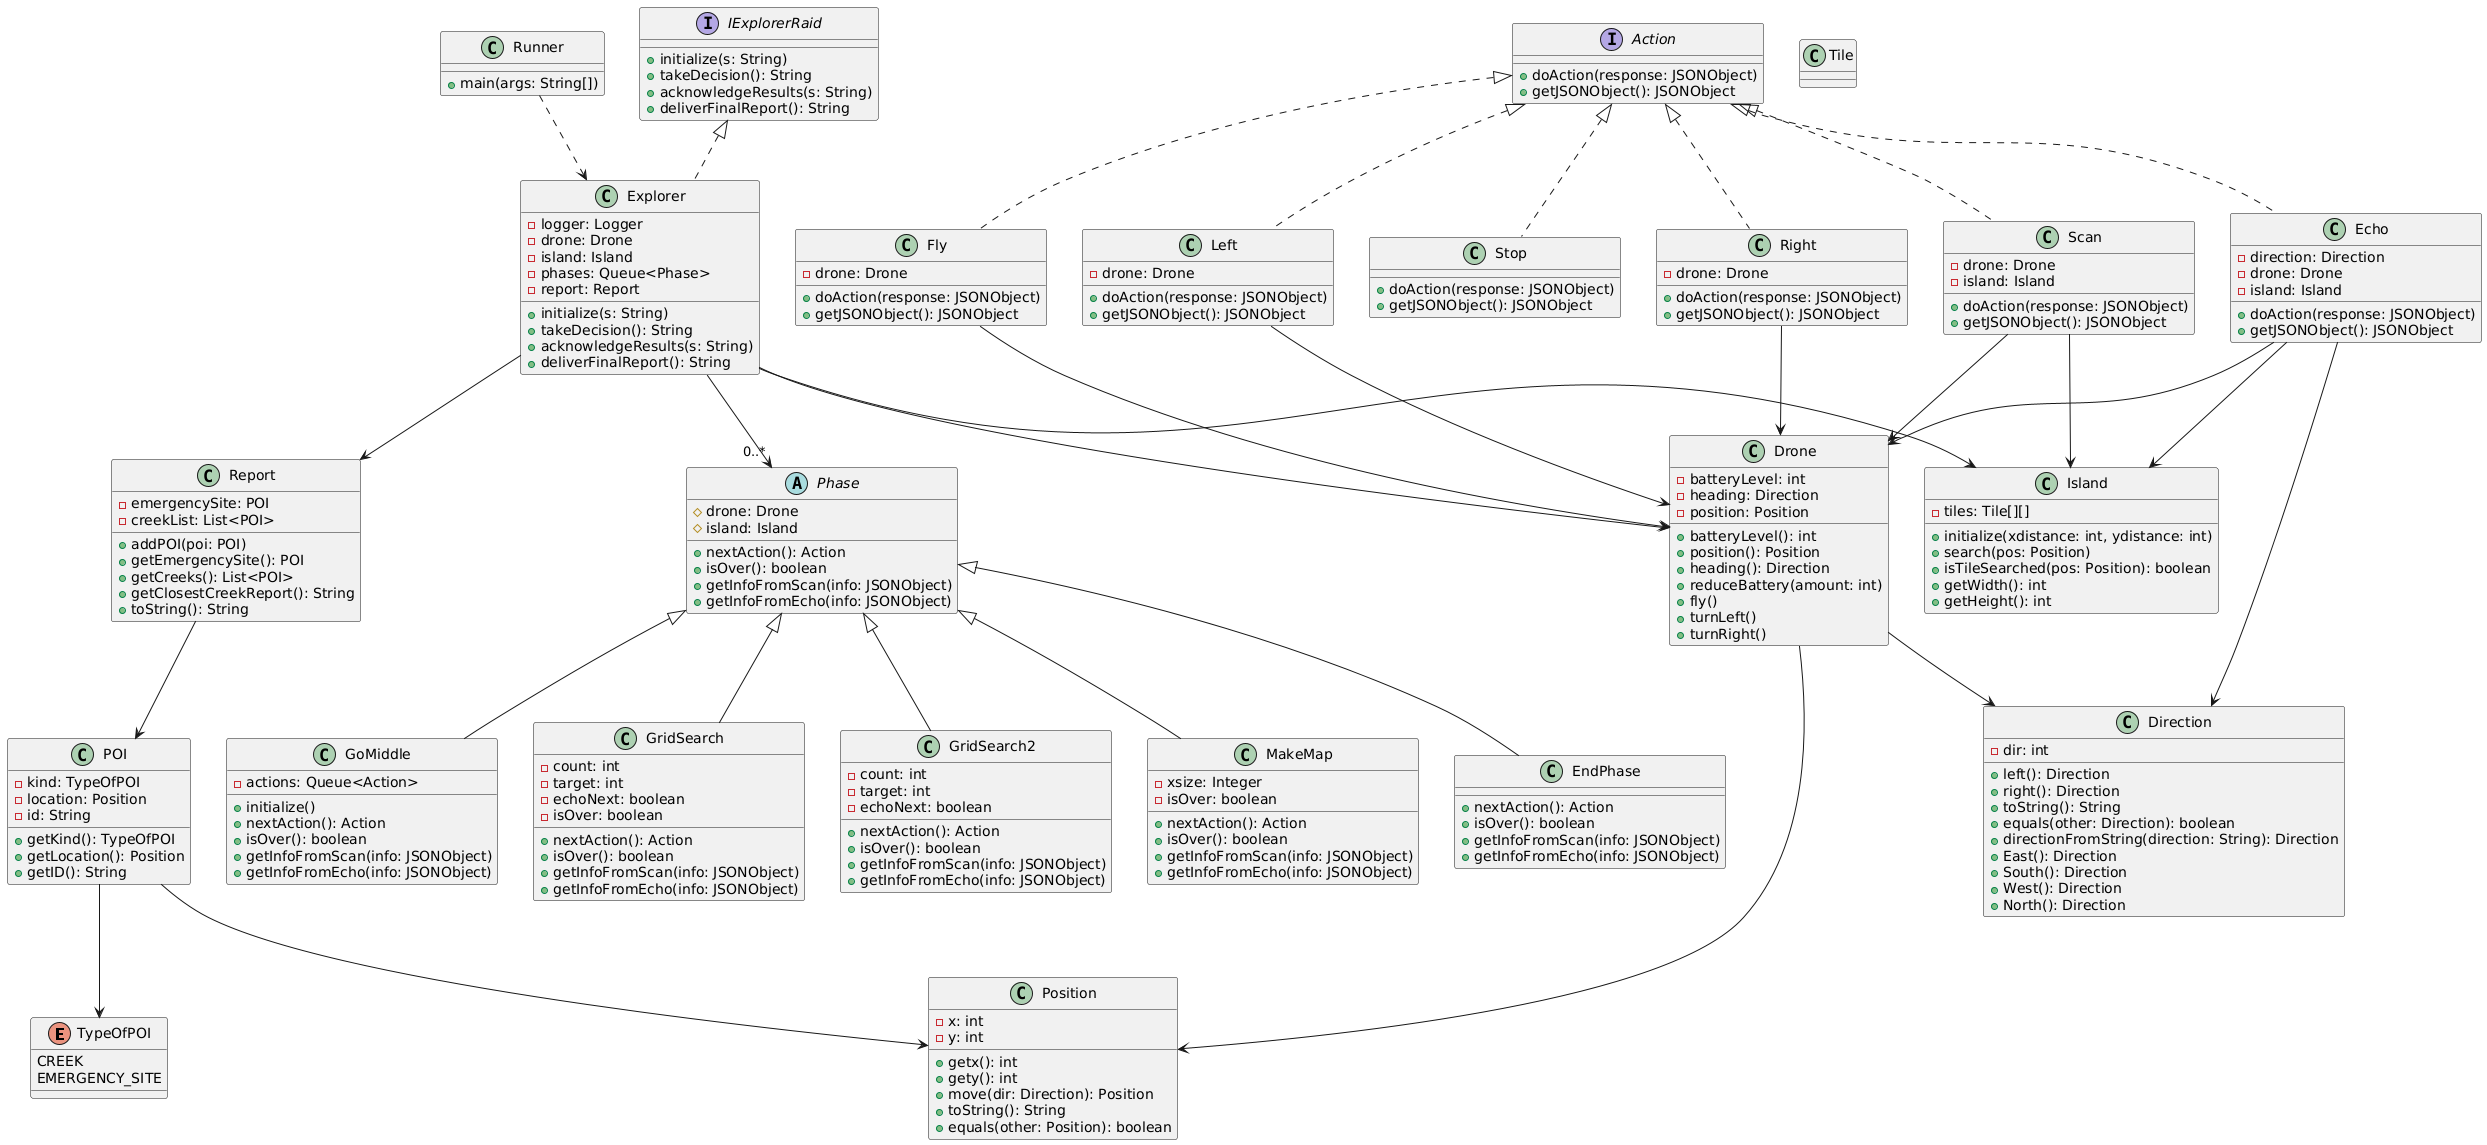 C Runner
main(args: String[])
I IExplorerRaid
initialize(s: String)
takeDecision(): String
acknowledgeResults(s: String)
deliverFinalReport(): String
I Action
doAction(response: JSONObject)
getJSONObject(): JSONObject
C Tile
C Explorer
logger: Logger
drone: Drone
island: Island
phases: Queue<Phase>
report: Report
initialize(s: String)
takeDecision(): String
acknowledgeResults(s: String)
deliverFinalReport(): String
C Fly
drone: Drone
doAction(response: JSONObject)
getJSONObject(): JSONObject
C Left
drone: Drone
doAction(response: JSONObject)
getJSONObject(): JSONObject
C Stop
doAction(response: JSONObject)
getJSONObject(): JSONObject
C Right
drone: Drone
doAction(response: JSONObject)
getJSONObject(): JSONObject
C Scan
drone: Drone
island: Island
doAction(response: JSONObject)
getJSONObject(): JSONObject
C Echo
direction: Direction
drone: Drone
island: Island
doAction(response: JSONObject)
getJSONObject(): JSONObject
0..*
C Report
emergencySite: POI
creekList: List<POI>
addPOI(poi: POI)
getEmergencySite(): POI
getCreeks(): List<POI>
getClosestCreekReport(): String
toString(): String
A Phase
drone: Drone
island: Island
nextAction(): Action
isOver(): boolean
getInfoFromScan(info: JSONObject)
getInfoFromEcho(info: JSONObject)
C Drone
batteryLevel: int
heading: Direction
position: Position
batteryLevel(): int
position(): Position
heading(): Direction
reduceBattery(amount: int)
fly()
turnLeft()
turnRight()
C Island
tiles: Tile[][]
initialize(xdistance: int, ydistance: int)
search(pos: Position)
isTileSearched(pos: Position): boolean
getWidth(): int
getHeight(): int
C POI
kind: TypeOfPOI
location: Position
id: String
getKind(): TypeOfPOI
getLocation(): Position
getID(): String
C GoMiddle
actions: Queue<Action>
initialize()
nextAction(): Action
isOver(): boolean
getInfoFromScan(info: JSONObject)
getInfoFromEcho(info: JSONObject)
C GridSearch
count: int
target: int
echoNext: boolean
isOver: boolean
nextAction(): Action
isOver(): boolean
getInfoFromScan(info: JSONObject)
getInfoFromEcho(info: JSONObject)
C GridSearch2
count: int
target: int
echoNext: boolean
nextAction(): Action
isOver(): boolean
getInfoFromScan(info: JSONObject)
getInfoFromEcho(info: JSONObject)
C MakeMap
xsize: Integer
isOver: boolean
nextAction(): Action
isOver(): boolean
getInfoFromScan(info: JSONObject)
getInfoFromEcho(info: JSONObject)
C EndPhase
nextAction(): Action
isOver(): boolean
getInfoFromScan(info: JSONObject)
getInfoFromEcho(info: JSONObject)
C Direction
dir: int
left(): Direction
right(): Direction
toString(): String
equals(other: Direction): boolean
directionFromString(direction: String): Direction
East(): Direction
South(): Direction
West(): Direction
North(): Direction
E TypeOfPOI
CREEK
EMERGENCY_SITE
C Position
x: int
y: int
getx(): int
gety(): int
move(dir: Direction): Position
toString(): String
equals(other: Position): boolean